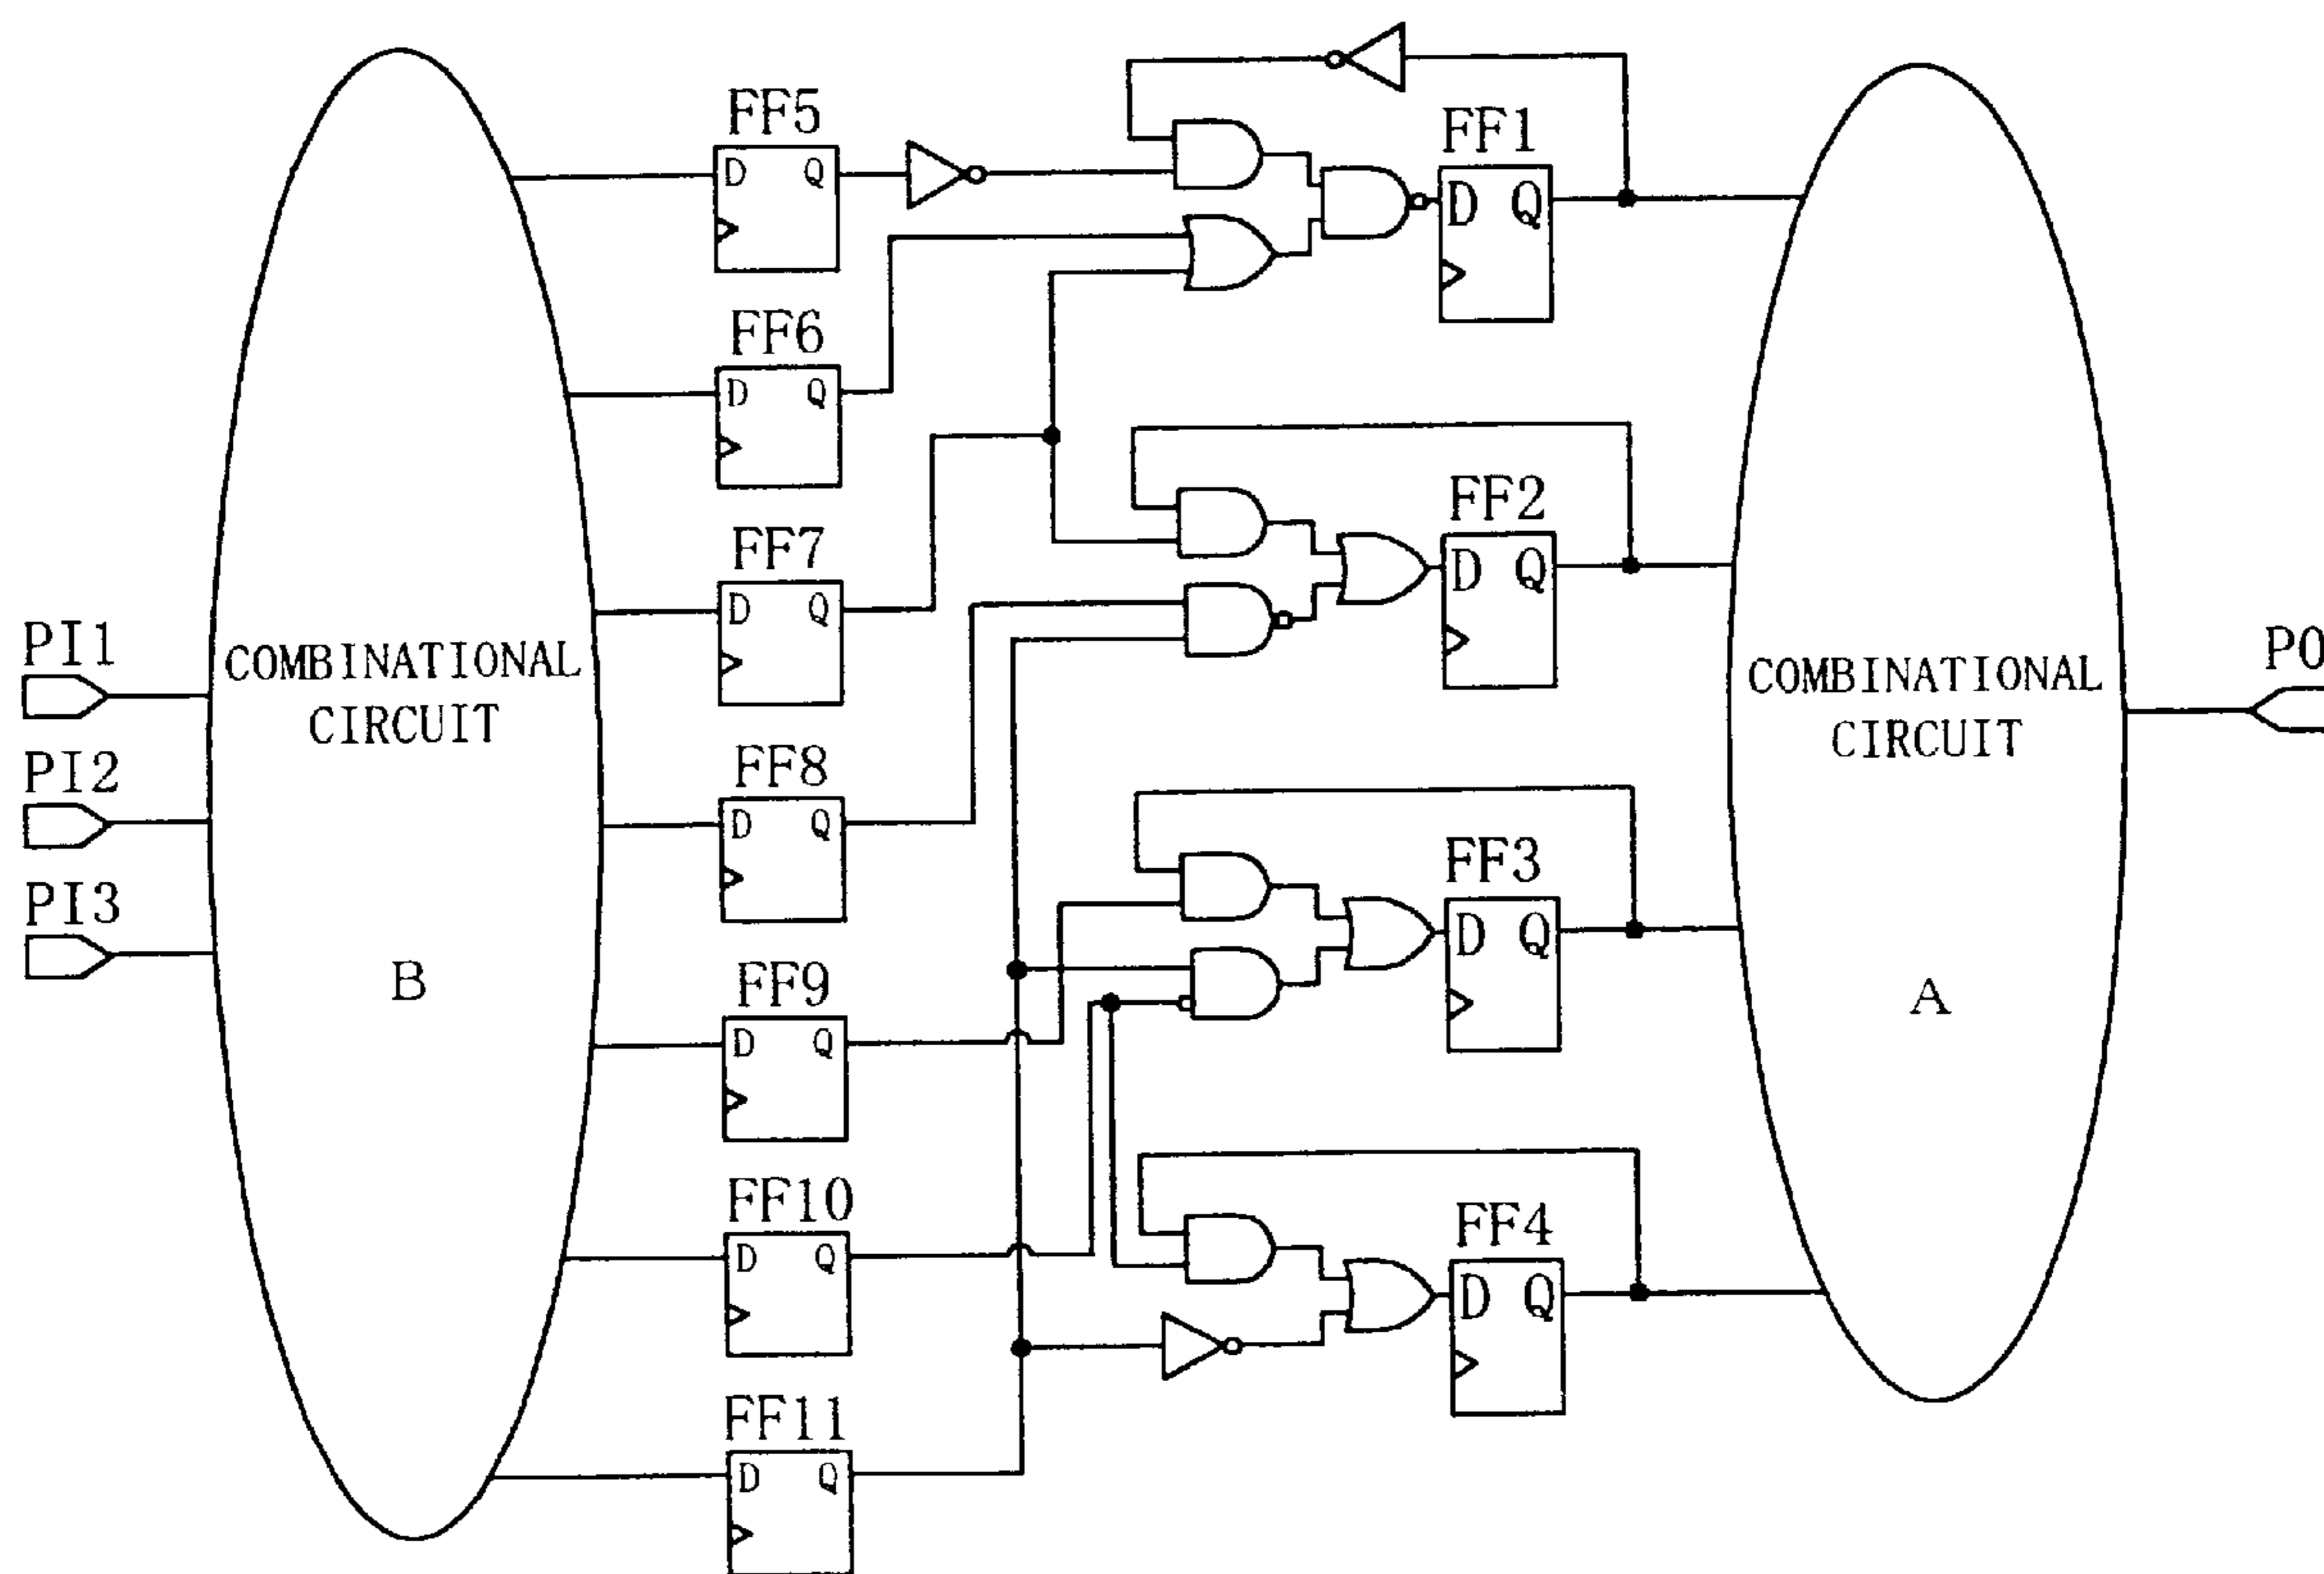 FF5
D Q
FF1
D Q
FF6
D Q
FF7
D Q
FF2
D Q
PI1
PI2
PI3
COMBINATIONAL
CIRCUIT
B
FF8
D Q
FF3
D Q
COMBINATIONAL
CIRCUIT
A
PO
FF9
D Q
FF10
D Q
FF4
D Q
FF11
D Q